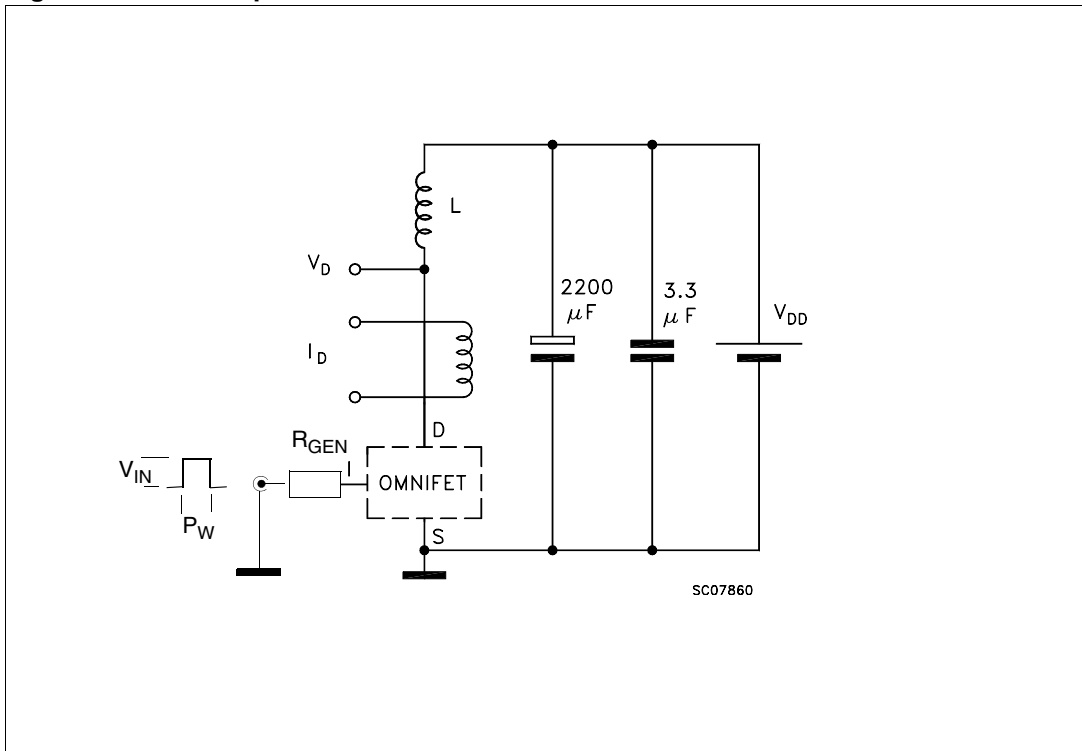 L
V_D
2200
μF
3.3
μF
V_DD
I_D
D
R_GEN
I
V_IN
OMNIFET
P_W
S
SC07860